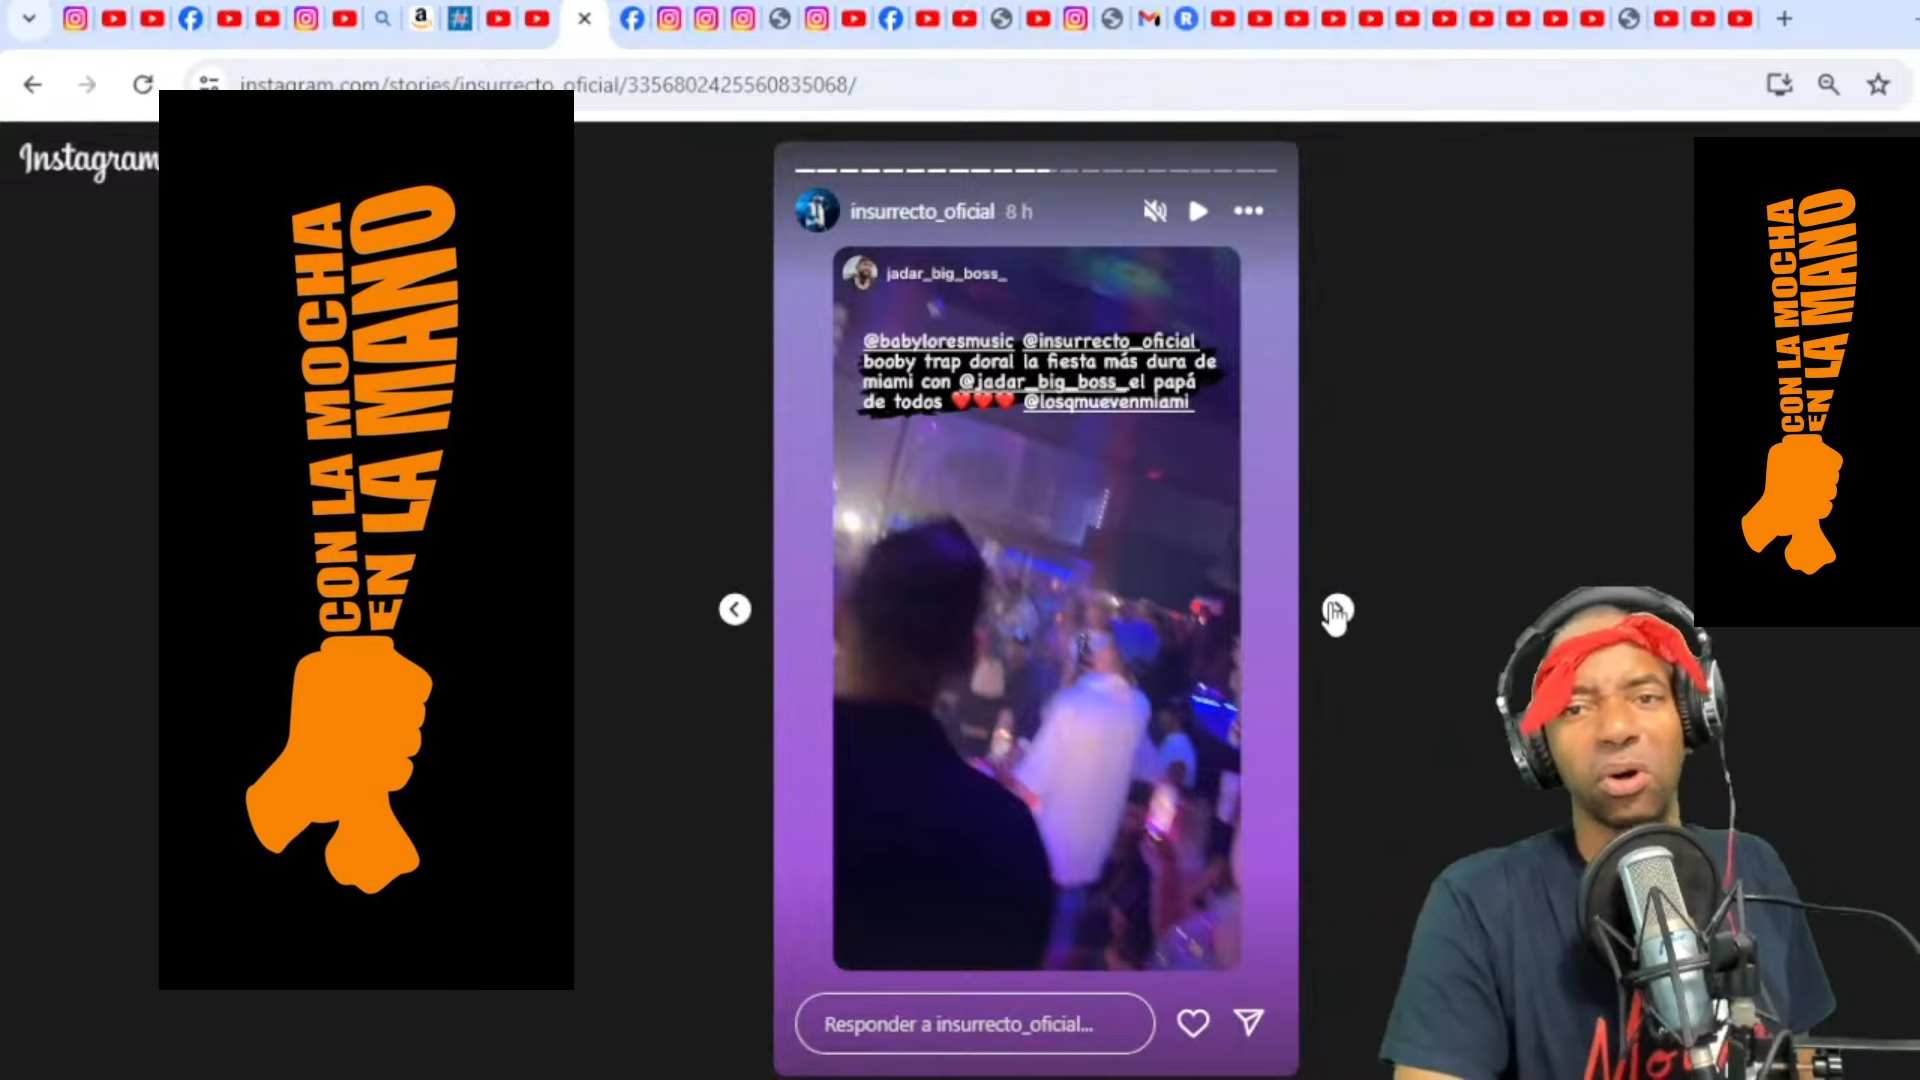 instagram.com/stories/insurrecto_oficial/3356802425560835068/
Instagram
CON LA MOCHA
EN LA MANO
insurrecto_oficial 8 h
jadar_big_boss_
@babyloresmusic @insurrecto_oficial
booby trap doral la fiesta más dura de
miami con @jadar_big_boss_el papá
de todos ❤️❤️❤️ @losqmuevenmiami
Responder a insurrecto_oficial...
CON LA MOCHA
EN LA MANO